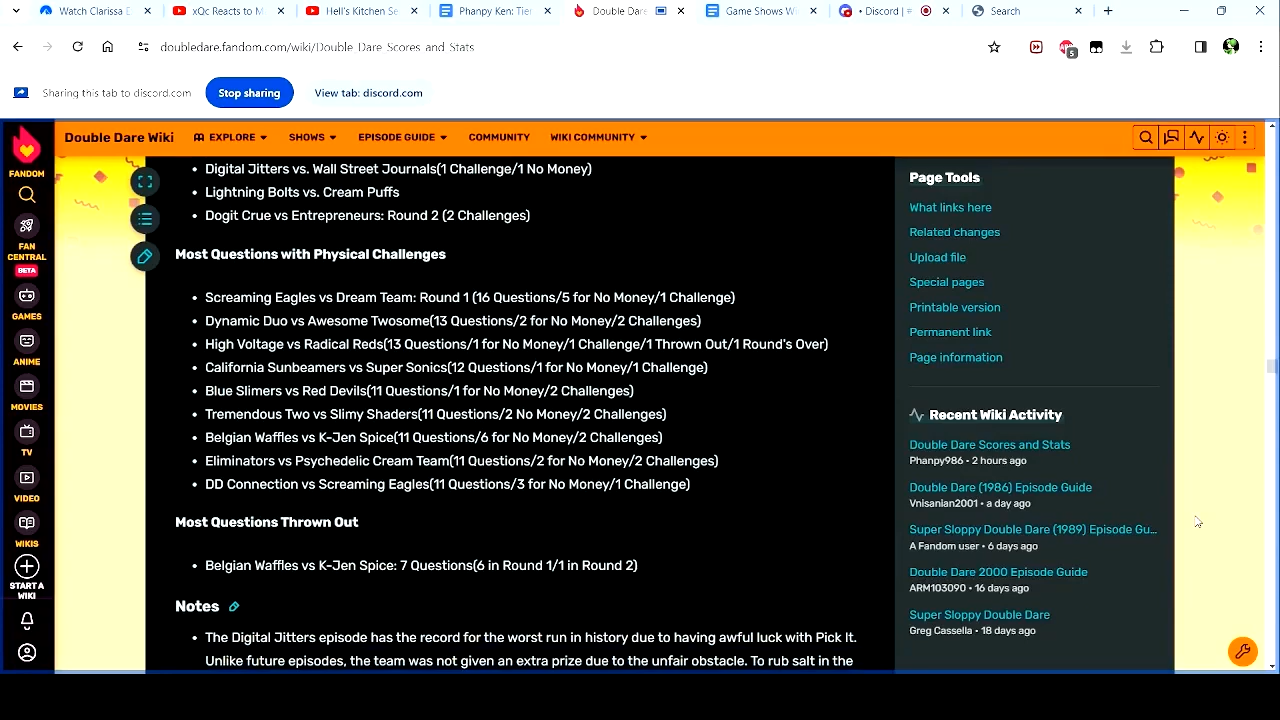 Watch Clarissa E
xQc Reacts to M
Hell's Kitchen Se
Phanpy Ken: Tier
Double Dare
Game Shows W
• Discord | #
Search
doubledare.fandom.com/wiki/Double_Dare_Scores_and_Stats
5
Sharing this tab to discord.com
Stop sharing
View tab: discord.com
FANDOM
FAN CENTRAL
BETA
GAMES
ANIME
MOVIES
TV
VIDEO
WIKIS
START A WIKI
Double Dare Wiki
EXPLORE
SHOWS
EPISODE GUIDE
COMMUNITY
WIKI COMMUNITY
• Digital Jitters vs. Wall Street Journals(1 Challenge/1 No Money)
• Lightning Bolts vs. Cream Puffs
• Dogit Crue vs Entrepreneurs: Round 2 (2 Challenges)
Most Questions with Physical Challenges
• Screaming Eagles vs Dream Team: Round 1 (16 Questions/5 for No Money/1 Challenge)
• Dynamic Duo vs Awesome Twosome(13 Questions/2 for No Money/2 Challenges)
• High Voltage vs Radical Reds(13 Questions/1 for No Money/1 Challenge/1 Thrown Out/1 Round's Over)
• California Sunbeamers vs Super Sonics(12 Questions/1 for No Money/1 Challenge)
• Blue Slimers vs Red Devils(11 Questions/1 for No Money/2 Challenges)
• Tremendous Two vs Slimy Shaders(11 Questions/2 No Money/2 Challenges)
• Belgian Waffles vs K-Jen Spice(11 Questions/6 for No Money/2 Challenges)
• Eliminators vs Psychedelic Cream Team(11 Questions/2 for No Money/2 Challenges)
• DD Connection vs Screaming Eagles(11 Questions/3 for No Money/1 Challenge)
Most Questions Thrown Out
• Belgian Waffles vs K-Jen Spice: 7 Questions(6 in Round 1/1 in Round 2)
Notes
• The Digital Jitters episode has the record for the worst run in history due to having awful luck with Pick It.
Unlike future episodes, the team was not given an extra prize due to the unfair obstacle. To rub salt in the
Page Tools
What links here
Related changes
Upload file
Special pages
Printable version
Permanent link
Page information
Recent Wiki Activity
Double Dare Scores and Stats
Phanpy986 • 2 hours ago
Double Dare (1986) Episode Guide
Vnisanian2001 • a day ago
Super Sloppy Double Dare (1989) Episode Gu...
A Fandom user • 6 days ago
Double Dare 2000 Episode Guide
ARM103090 • 16 days ago
Super Sloppy Double Dare
Greg Cassella • 18 days ago